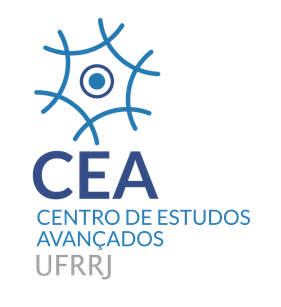 CEA
CENTRO DE ESTUDOS
AVANÇADOS
UFRRJ